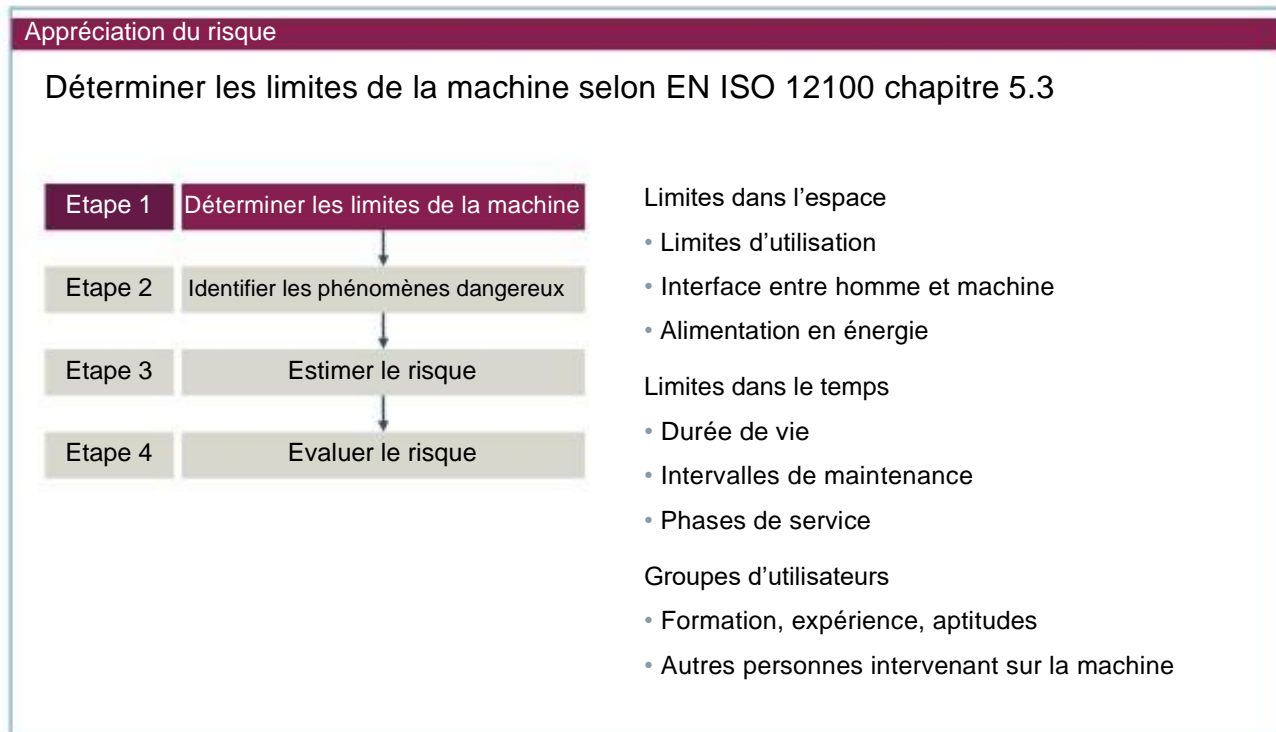 Appréciation du risque
Déterminer les limites de la machine selon EN ISO 12100 chapitre 5.3
Etape 1 Déterminer les limites de la machine
Etape 2 Identifier les phénomènes dangereux
Etape 3 Estimer le risque
Etape 4 Evaluer le risque
Limites dans l’espace
• Limites d’utilisation
• Interface entre homme et machine
• Alimentation en énergie
Limites dans le temps
• Durée de vie
• Intervalles de maintenance
• Phases de service
Groupes d’utilisateurs
• Formation, expérience, aptitudes
• Autres personnes intervenant sur la machine